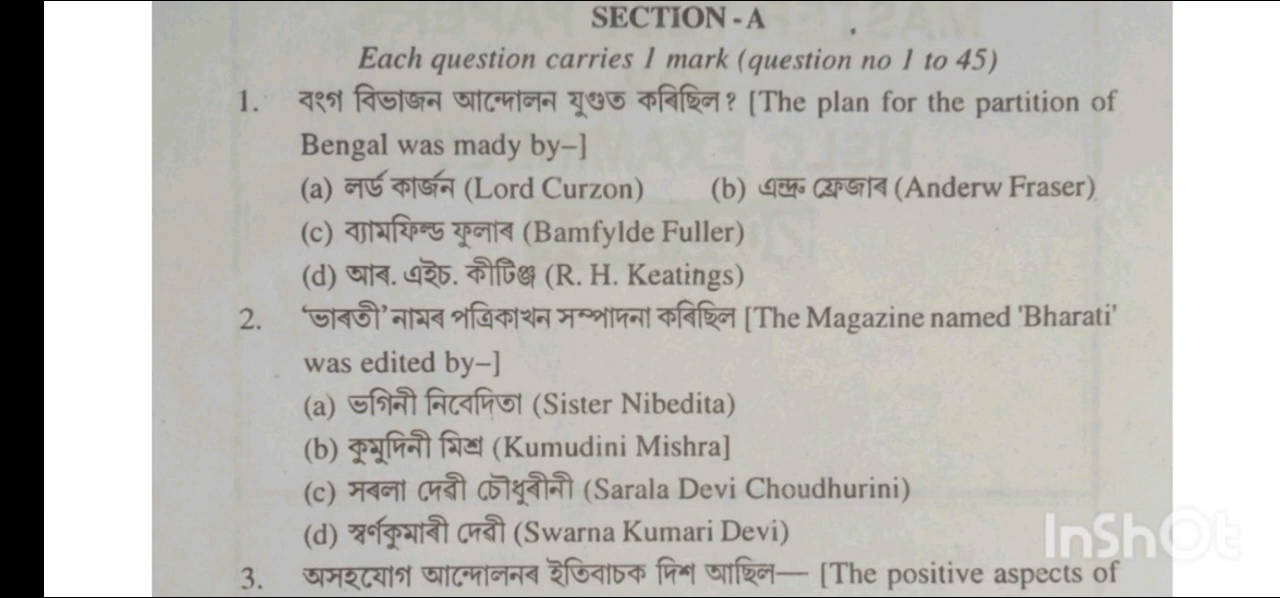 SECTION - A
Each question carries 1 mark (question no 1 to 45)
1. বংগ বিভাজন আন্দোলন যুগুত কৰিছিল? [The plan for the partition of
Bengal was mady by–]
(a) লৰ্ড কাৰ্জন (Lord Curzon) (b) এন্দ্ৰু ফ্ৰেজাৰ (Anderw Fraser)
(c) ব্যামফিল্ড ফুলাৰ (Bamfylde Fuller)
(d) আৰ. এইচ. কীটিঞ্জ (R. H. Keatings)
2. 'ভাৰতী' নামৰ পত্ৰিকাখন সম্পাদনা কৰিছিল [The Magazine named 'Bharati'
was edited by–]
(a) ভগিনী নিবেদিতা (Sister Nibedita)
(b) কুমুদিনী মিশ্ৰ (Kumudini Mishra]
(c) সৰলা দেৱী চৌধুৰীনী (Sarala Devi Choudhurini)
(d) স্বৰ্ণকুমাৰী দেৱী (Swarna Kumari Devi)
3. অসহযোগ আন্দোলনৰ ইতিবাচক দিশ আছিল— [The positive aspects of
InShOt